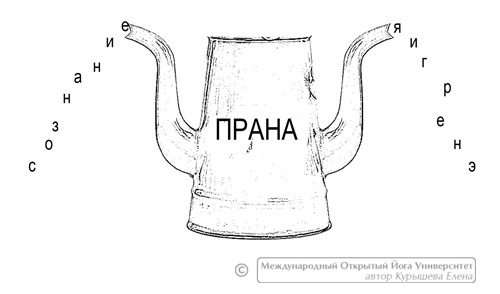 сознание
энергия
ПРАНА
© Международный Открытый Йога Университет
автор Курышева Елена